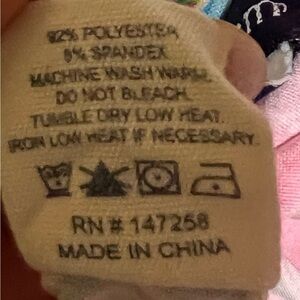 92% POLYESTER
8% SPANDEX
MACHINE WASH WARM.
DO NOT BLEACH.
TUMBLE DRY LOW HEAT.
IRON LOW HEAT IF NECESSARY.
RN # 147258
MADE IN CHINA